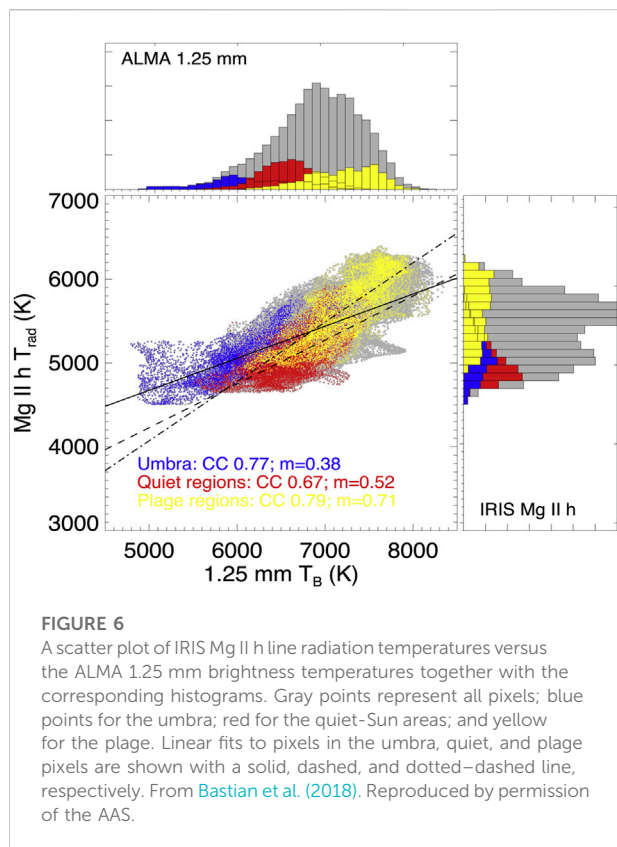 ALMA 1.25 mm
7000
6000
5000
4000
3000
Mg II h T_rad (K)
Umbra: CC 0.77; m=0.38
Quiet regions: CC 0.67; m=0.52
Plage regions: CC 0.79; m=0.71
IRIS Mg II h
5000 6000 7000 8000
1.25 mm T_B (K)
FIGURE 6
A scatter plot of IRIS Mg II h line radiation temperatures versus
the ALMA 1.25 mm brightness temperatures together with the
corresponding histograms. Gray points represent all pixels; blue
points for the umbra; red for the quiet-Sun areas; and yellow
for the plage. Linear fits to pixels in the umbra, quiet, and plage
pixels are shown with a solid, dashed, and dotted–dashed line,
respectively. From Bastian et al. (2018). Reproduced by permission
of the AAS.